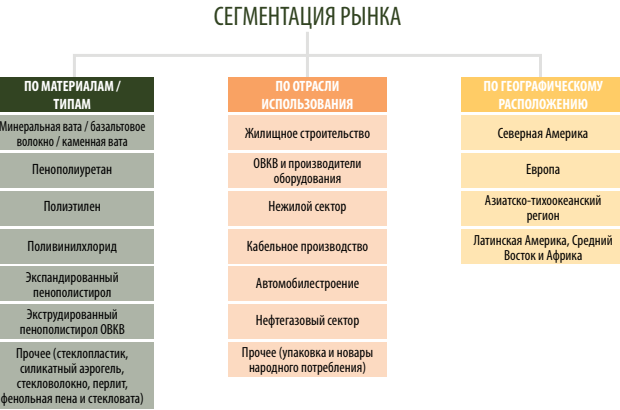 СЕГМЕНТАЦИЯ РЫНКА
ПО МАТЕРИАЛАМ /
ТИПАМ
Минеральная вата / базальтовое
волокно / каменная вата
Пенополиуретан
Полиэтилен
Поливинилхлорид
Экспандированный
пенополистирол
Экструдированный
пенополистирол ОВКВ
Прочее (стеклопластик,
силикатный аэрогель,
стекловолокно, перлит,
фенольная пена и стекловата)
ПО ОТРАСЛИ
ИСПОЛЬЗОВАНИЯ
Жилищное строительство
ОВКВ и производители
оборудования
Нежилой сектор
Кабельное производство
Автомобилестроение
Нефтегазовый сектор
Прочее (упаковка и новары
народного потребления)
ПО ГЕОГРАФИЧЕСКОМУ
РАСПОЛОЖЕНИЮ
Северная Америка
Европа
Азиатско-тихоокеанский
регион
Латинская Америка, Средний
Восток и Африка